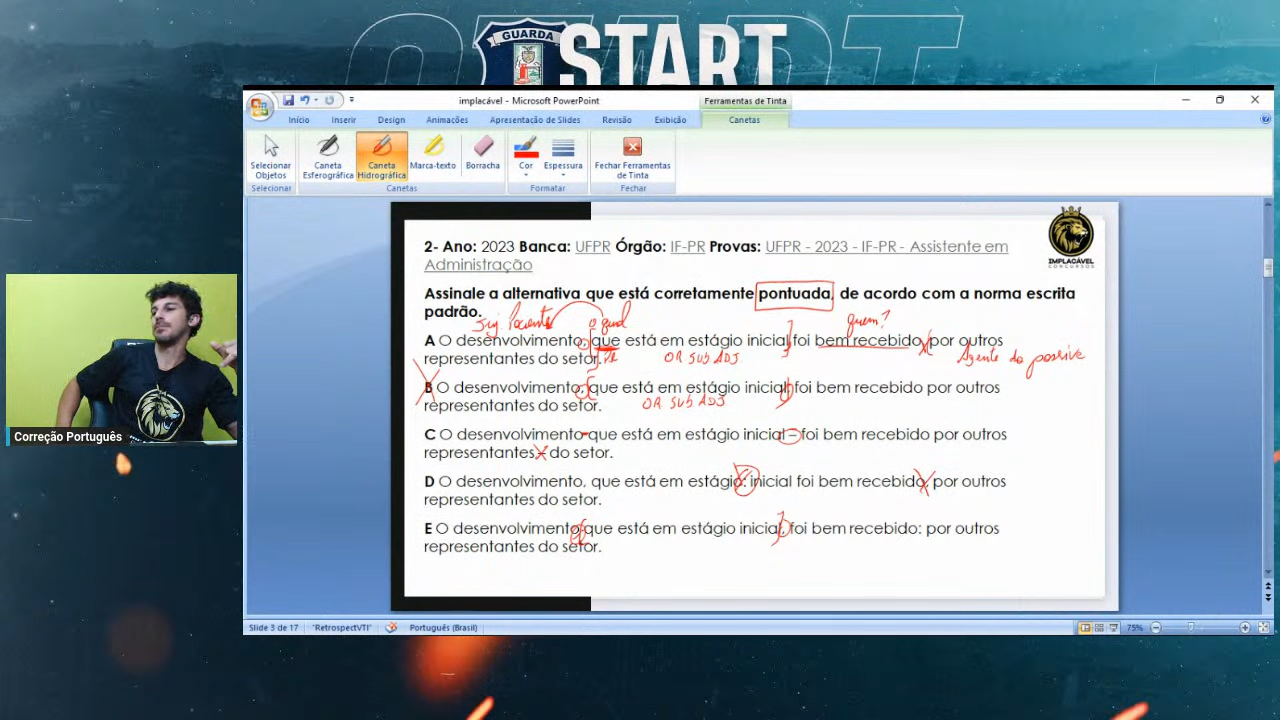 GUARDA
START
implacável - Microsoft PowerPoint
Ferramentas de Tinta
Início
Inserir
Design
Animações
Apresentação de Slides
Revisão
Exibição
Canetas
Selecionar Objetos
Caneta Esferográfica
Caneta Hidrográfica
Marca-texto
Borracha
Cor
Espessura
Fechar Ferramentas de Tinta
Selecionar
Canetas
Formatar
Fechar
2- Ano: 2023 Banca: UFPR Órgão: IF-PR Provas: UFPR - 2023 - IF-PR - Assistente em
Administração
IMPLACÁVEL
CONCURSOS
Assinale a alternativa que está corretamente pontuada, de acordo com a norma escrita
padrão.
Suj. Paciente
o qual
quem?
A O desenvolvimento, que está em estágio inicial, foi bem recebido, por outros
representantes do setor.
OR SUB ADJ
Agente da passiva
B O desenvolvimento, que está em estágio inicial, foi bem recebido por outros
representantes do setor.
OR SUB ADJ
C O desenvolvimento que está em estágio inicial – foi bem recebido por outros
representantes – do setor.
D O desenvolvimento, que está em estágio: inicial foi bem recebido, por outros
representantes do setor.
E O desenvolvimento que está em estágio inicial, foi bem recebido: por outros
representantes do setor.
Correção Português
Slide 3 de 17
"RetrospectVTI"
Português (Brasil)
75%